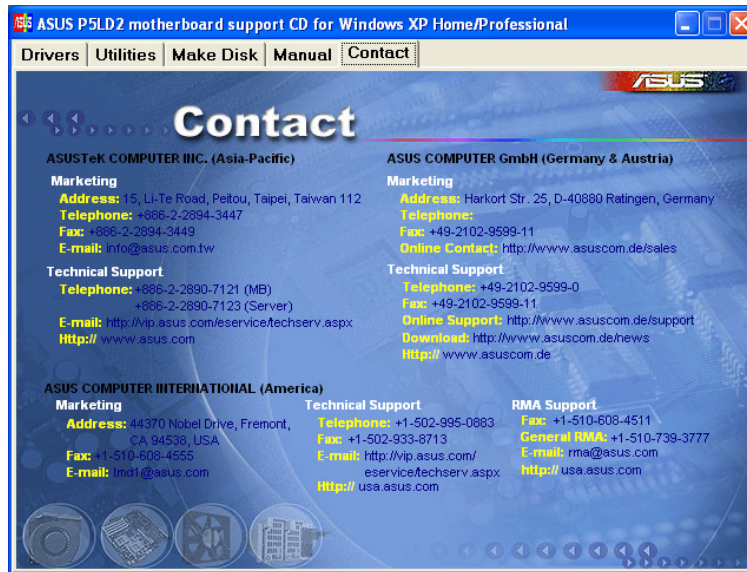 ASUS P5LD2 motherboard support CD for Windows XP Home/Professional
Drivers Utilities Make Disk Manual Contact
ASUS
Contact
ASUSTeK COMPUTER INC. (Asia-Pacific)
Marketing
Address: 15, Li-Te Road, Peitou, Taipei, Taiwan 112
Telephone: +886-2-2894-3447
Fax: +886-2-2894-3449
E-mail: info@asus.com.tw
Technical Support
Telephone: +886-2-2890-7121 (MB)
+886-2-2890-7123 (Server)
E-mail: http://vip.asus.com/eservice/techserv.aspx
Http:// www.asus.com
ASUS COMPUTER GmbH (Germany & Austria)
Marketing
Address: Harkort Str. 25, D-40880 Ratingen, Germany
Telephone:
Fax: +49-2102-9599-11
Online Contact: http://www.asuscom.de/sales
Technical Support
Telephone: +49-2102-9599-0
Fax: +49-2102-9599-11
Online Support: http://www.asuscom.de/support
Download: http://www.asuscom.de/news
Http:// www.asuscom.de
ASUS COMPUTER INTERNATIONAL (America)
Marketing
Address: 44370 Nobel Drive, Fremont,
CA 94538, USA
Fax: +1-510-608-4555
E-mail: tmd1@asus.com
Technical Support
Telephone: +1-502-995-0883
Fax: +1-502-933-8713
E-mail: http://vip.asus.com/
eservice/techserv.aspx
Http:// usa.asus.com
RMA Support
Fax: +1-510-608-4511
General RMA: +1-510-739-3777
E-mail: rma@asus.com
http:// usa.asus.com